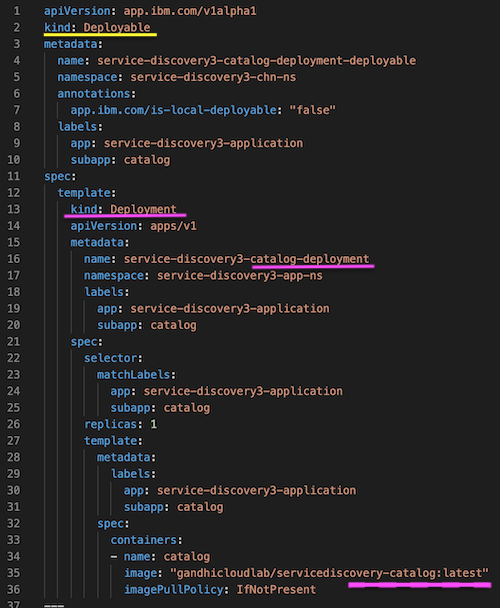 1 apiVersion: app.ibm.com/v1alpha1
2 kind: Deployable
3 metadata:
4   name: service-discovery3-catalog-deployment-deployable
5   namespace: service-discovery3-chn-ns
6   annotations:
7     app.ibm.com/is-local-deployable: "false"
8   labels:
9     app: service-discovery3-application
10     subapp: catalog
11 spec:
12   template:
13     kind: Deployment
14     apiVersion: apps/v1
15     metadata:
16       name: service-discovery3-catalog-deployment
17       namespace: service-discovery3-app-ns
18       labels:
19         app: service-discovery3-application
20         subapp: catalog
21     spec:
22       selector:
23         matchLabels:
24           app: service-discovery3-application
25           subapp: catalog
26       replicas: 1
27       template:
28         metadata:
29           labels:
30             app: service-discovery3-application
31             subapp: catalog
32         spec:
33           containers:
34           - name: catalog
35             image: "gandhicloudlab/servicediscovery-catalog:latest"
36             imagePullPolicy: IfNotPresent
37 ---